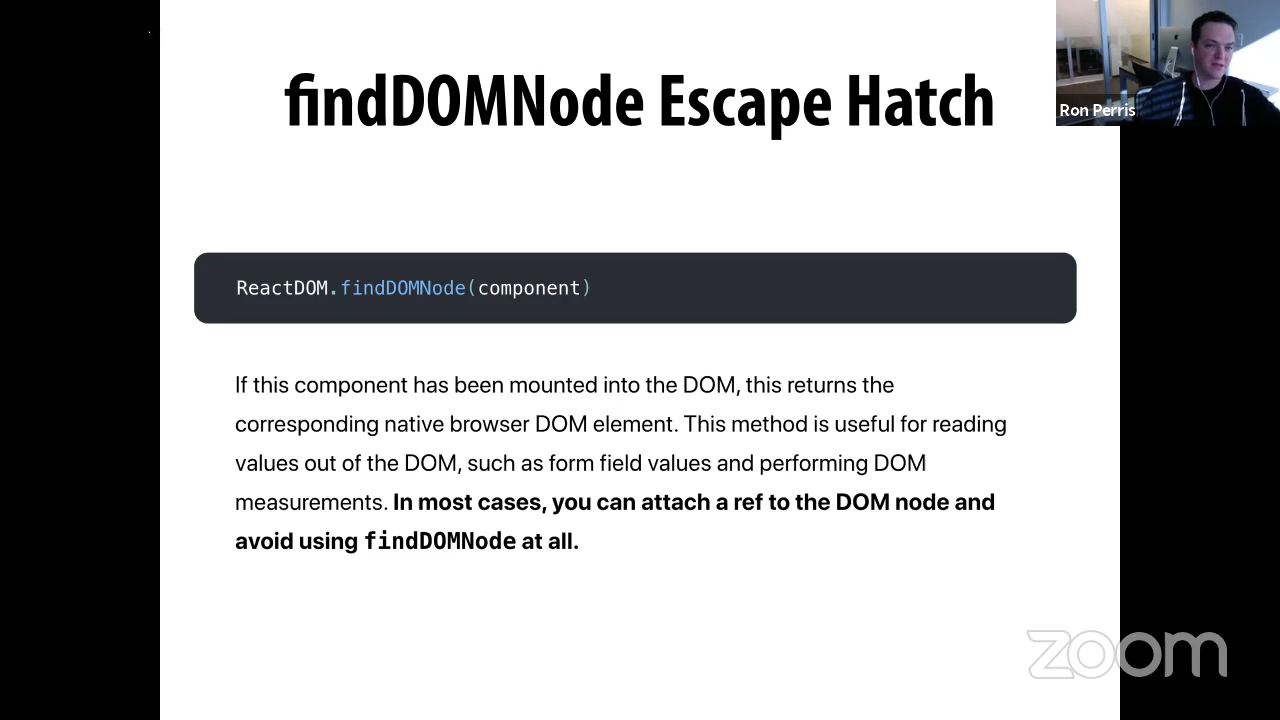 findDOMNode Escape Hatch
Ron Perris
ReactDOM.findDOMNode(component)
If this component has been mounted into the DOM, this returns the
corresponding native browser DOM element. This method is useful for reading
values out of the DOM, such as form field values and performing DOM
measurements. In most cases, you can attach a ref to the DOM node and
avoid using findDOMNode at all.
zoom